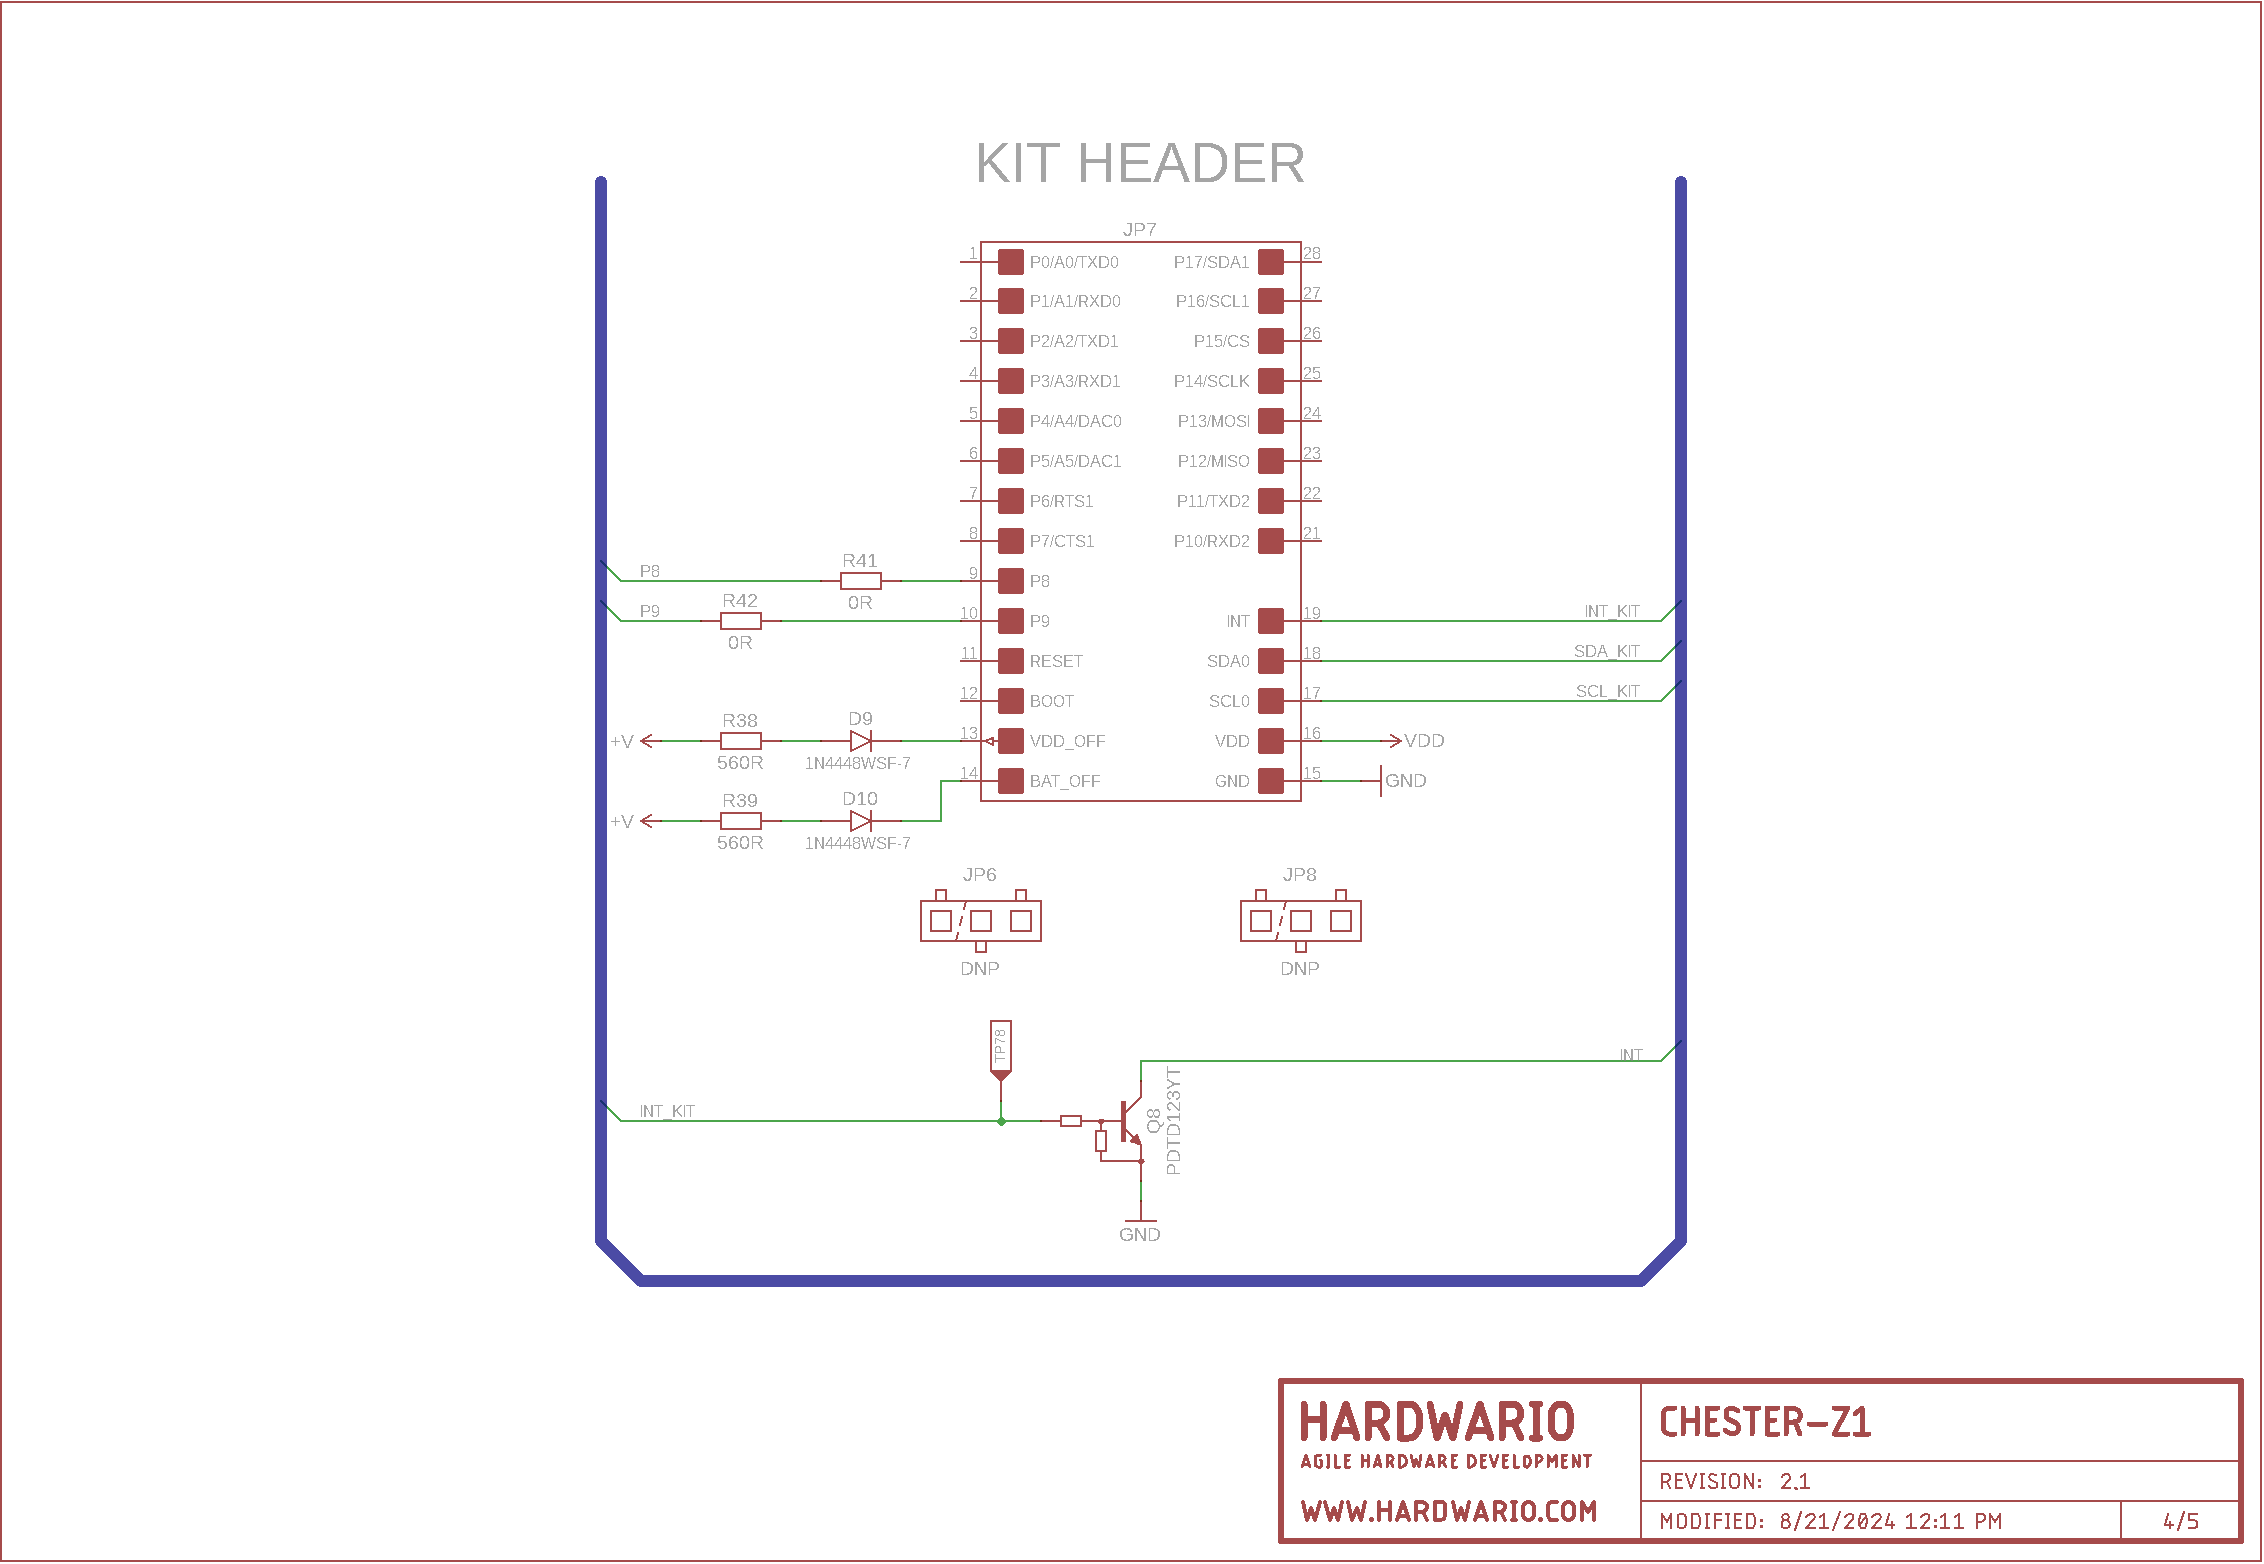 KIT HEADER
JP7
1 P0/A0/TXD0 P17/SDA1 28
2 P1/A1/RXD0 P16/SCL1 27
3 P2/A2/TXD1 P15/CS 26
4 P3/A3/RXD1 P14/SCLK 25
5 P4/A4/DAC0 P13/MOSI 24
6 P5/A5/DAC1 P12/MISO 23
7 P6/RTS1 P11/TXD2 22
8 P7/CTS1 P10/RXD2 21
P8 R41 0R 9 P8
P9 R42 0R 10 P9 INT 19 INT_KIT
11 RESET SDA0 18 SDA_KIT
12 BOOT SCL0 17 SCL_KIT
+V R38 560R D9 1N4448WSF-7 13 VDD_OFF VDD 16 VDD
14 BAT_OFF GND 15 GND
+V R39 560R D10 1N4448WSF-7
JP6 JP8
DNP DNP
TP78
INT
INT_KIT
Q8
PDTD123YT
GND
HARDWARIO
AGILE HARDWARE DEVELOPMENT
WWW.HARDWARIO.COM
CHESTER-Z1
REVISION: 2.1
MODIFIED: 8/21/2024 12:11 PM
4/5